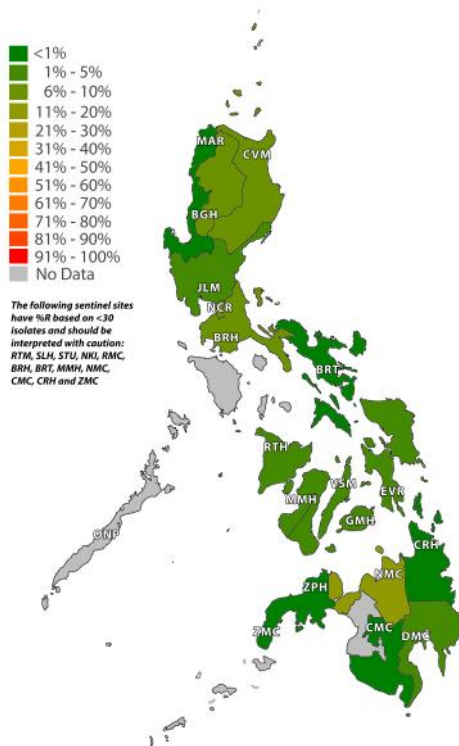 <1%
1% - 5%
6% - 10%
11% - 20%
21% - 30%
31% - 40%
41% - 50%
51% - 60%
61% - 70%
71% - 80%
81% - 90%
91% - 100%
No Data
The following sentinel sites
have %R based on <30
isolates and should be
interpreted with caution:
RTM, SLH, STU, NKI, RMC,
BRH, BRT, MMH, NMC,
CMC, CRH and ZMC
MAR
CVM
BGH
JLM
NCR
BRH
BRT
RTH
VSM
EVR
MMH
GMH
ONP
CRH
NMC
ZPH
ZMC
CMC
DMC